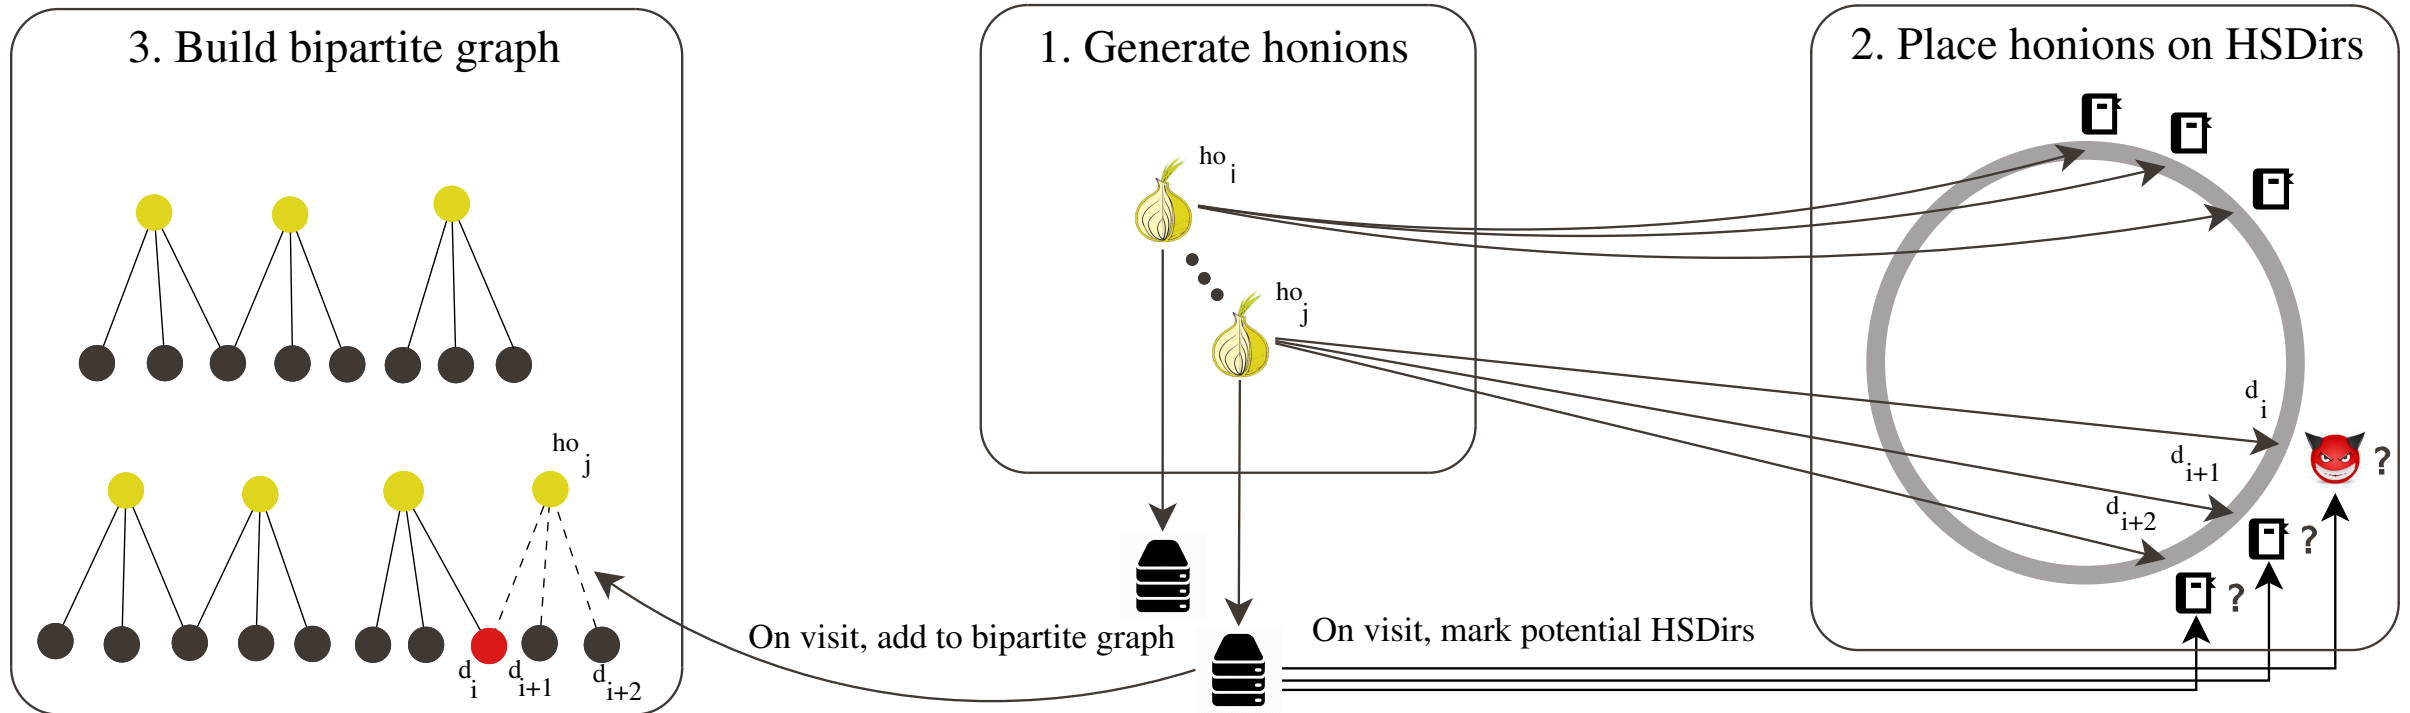 3. Build bipartite graph
1. Generate honions
2. Place honions on HSDirs
ho i
ho j
d i
d i+1
d i+2
?
?
?
ho j
d i
d i+1
d i+2
On visit, add to bipartite graph
On visit, mark potential HSDirs